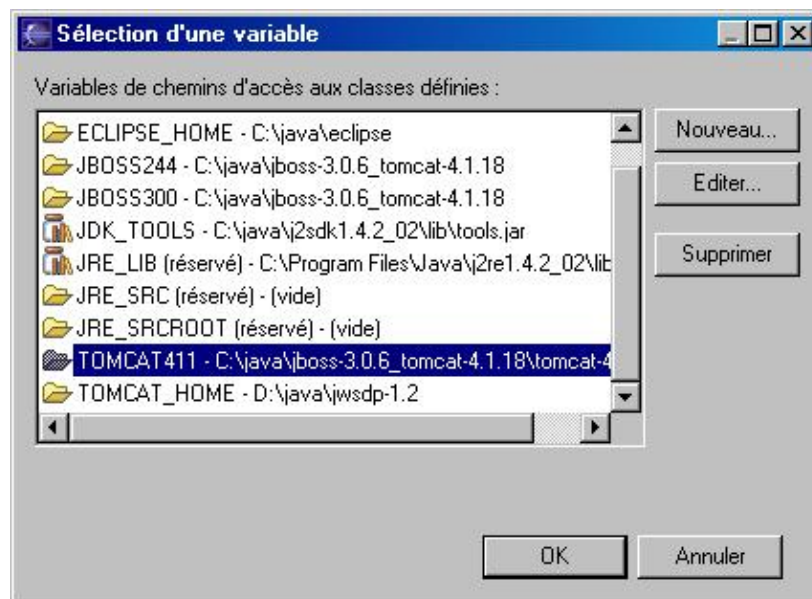 Sélection d'une variable
Variables de chemins d'accès aux classes définies :
ECLIPSE_HOME - C:\java\eclipse
JBOSS244 - C:\java\jboss-3.0.6_tomcat-4.1.18
JBOSS300 - C:\java\jboss-3.0.6_tomcat-4.1.18
JDK_TOOLS - C:\java\j2sdk1.4.2_02\lib\tools.jar
JRE_LIB (réservé) - C:\Program Files\Java\j2re1.4.2_02\lib
JRE_SRC (réservé) - (vide)
JRE_SRCROOT (réservé) - (vide)
TOMCAT411 - C:\java\jboss-3.0.6_tomcat-4.1.18\tomcat-4
TOMCAT_HOME - D:\java\jwsdp-1.2
Nouveau...
Editer...
Supprimer
OK
Annuler